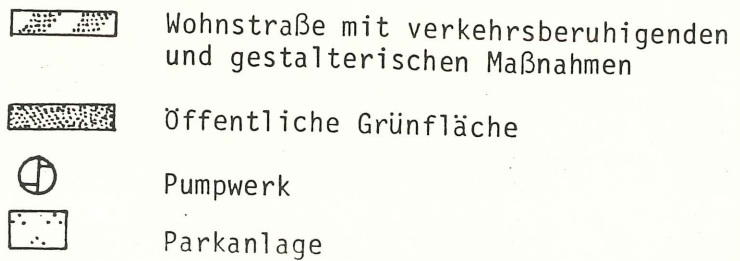 Wohnstraße mit verkehrsberuhigenden
und gestalterischen Maßnahmen
Öffentliche Grünfläche
Pumpwerk
Parkanlage